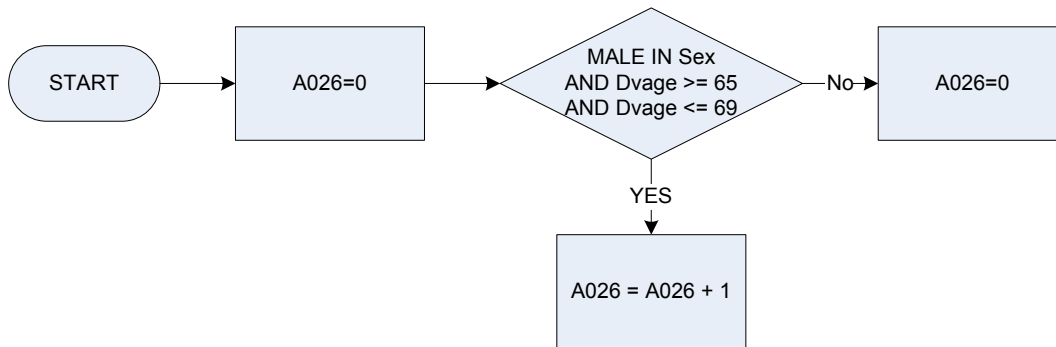 START
A026=0
MALE IN Sex
AND Dvage >= 65
AND Dvage <= 69
No
A026=0
YES
A026 = A026 + 1